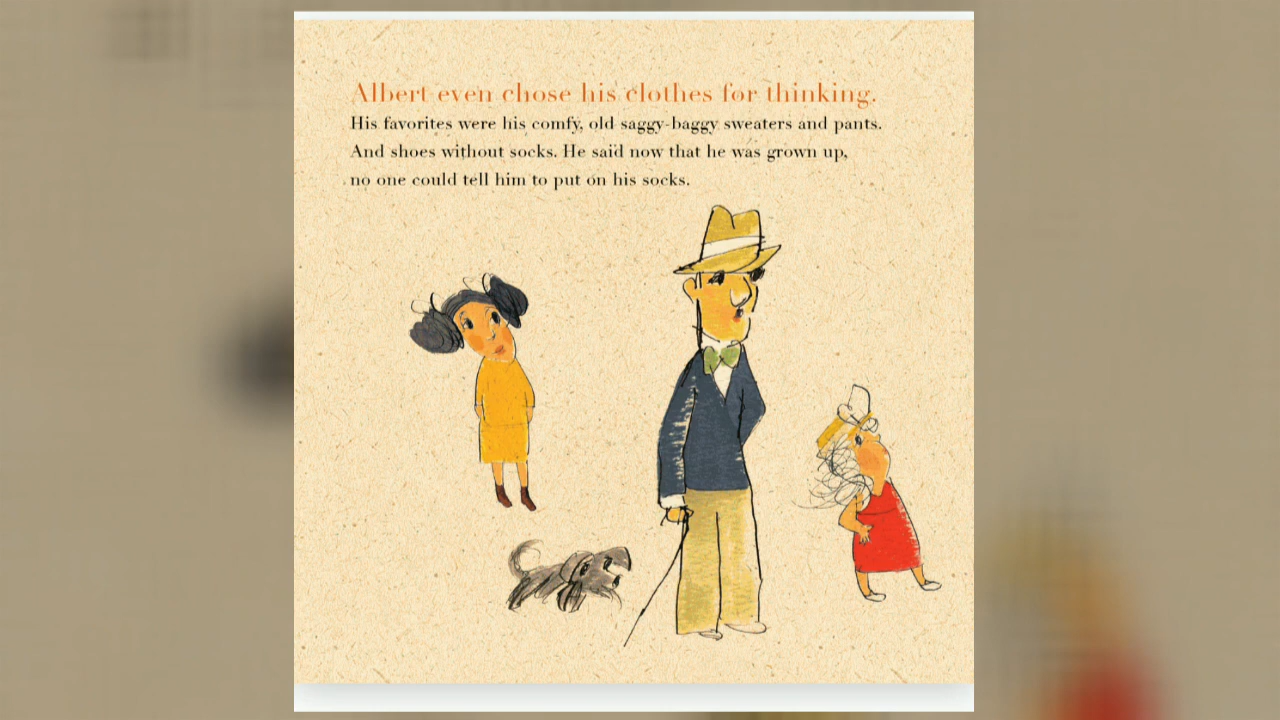 Albert even chose his clothes for thinking.
His favorites were his comfy, old saggy-baggy sweaters and pants.
And shoes without socks. He said now that he was grown up,
no one could tell him to put on his socks.